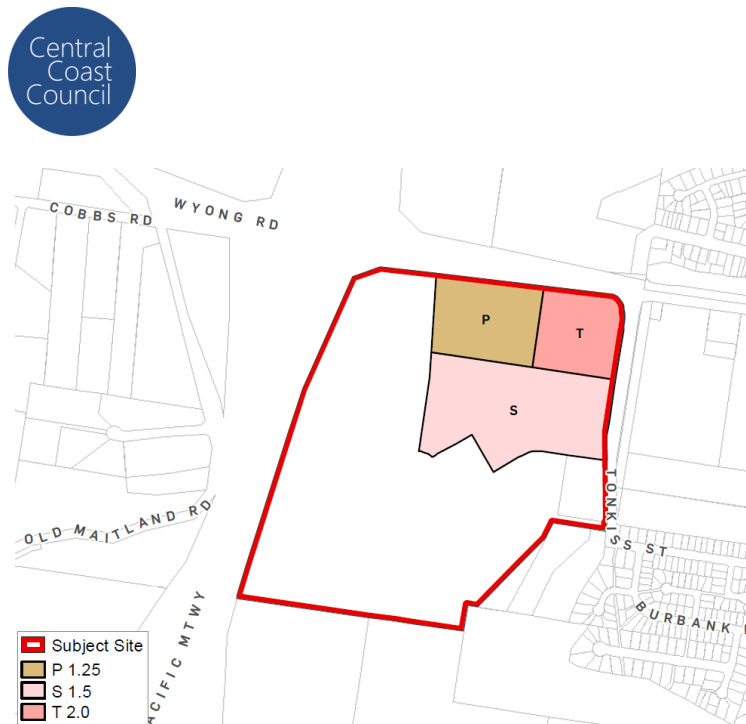 Central
Coast
Council
COBBS RD
WYONG RD
P
T
S
TONKISS ST
OLD MAITLAND RD
BURBANK
PACIFIC MTWY
Subject Site
P 1.25
S 1.5
T 2.0